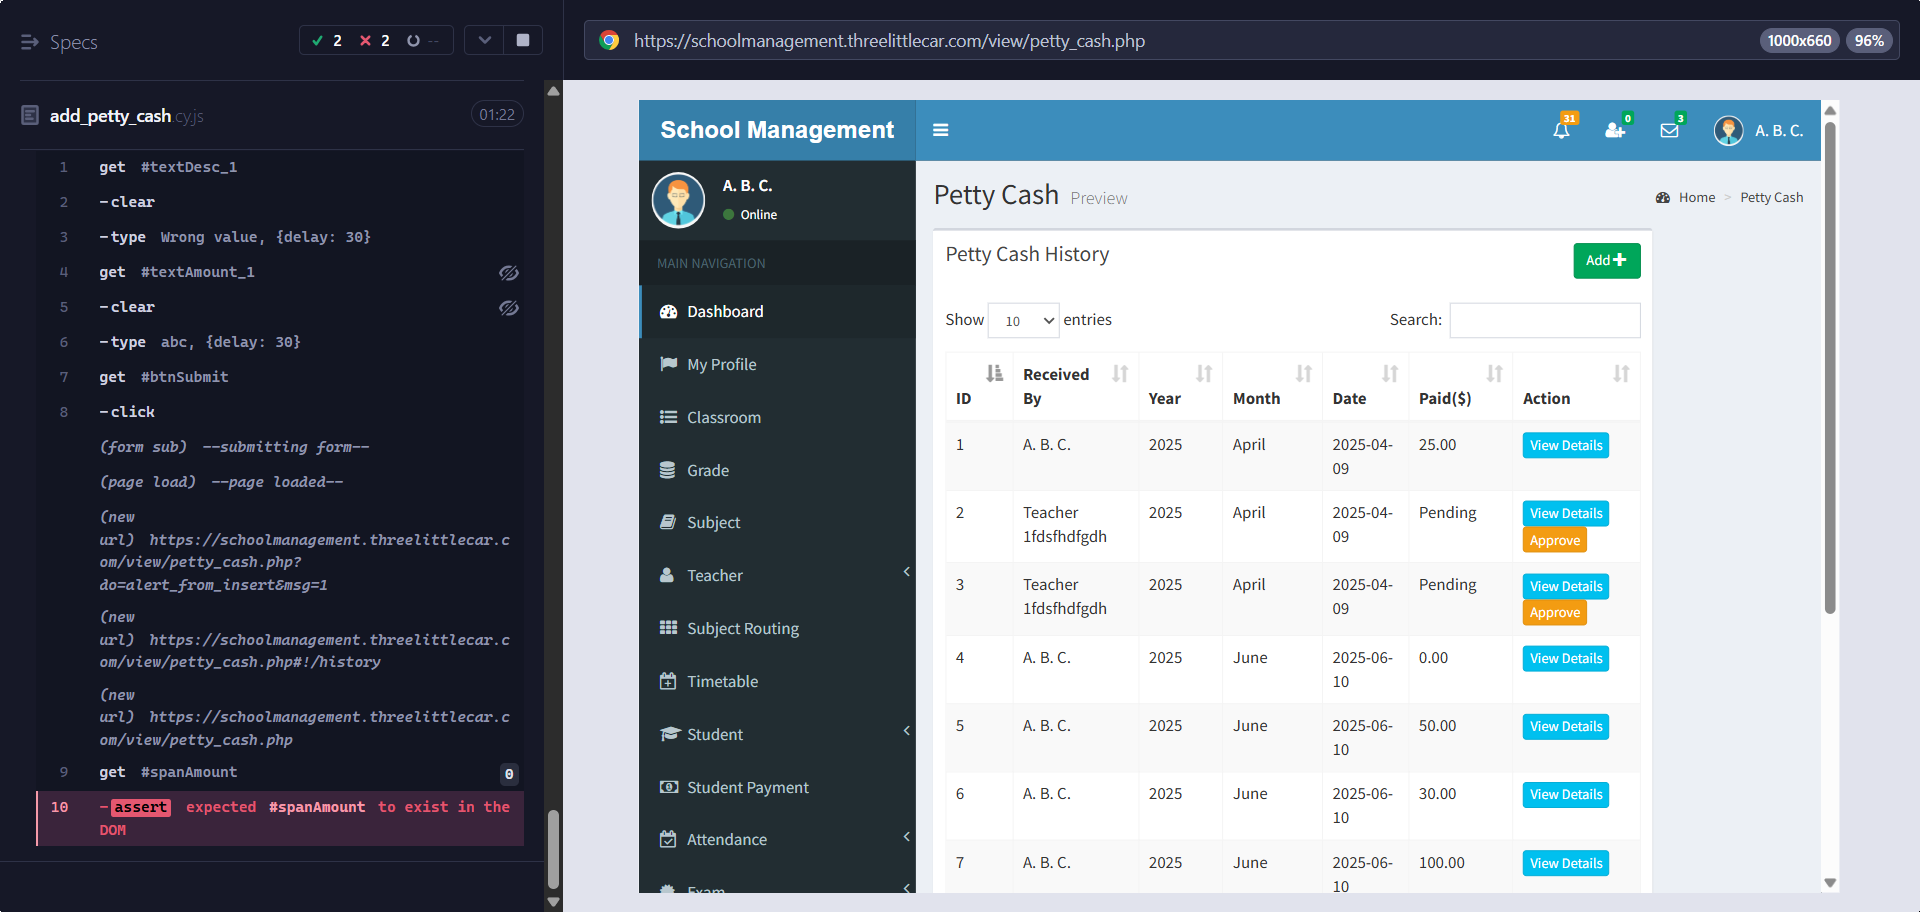 Specs
2
2
--
https://schoolmanagement.threelittlecar.com/view/petty_cash.php
1000x660
96%
add_petty_cash.cy.js
01:22
1 get #textDesc_1
2 -clear
3 -type Wrong value, {delay: 30}
4 get #textAmount_1
5 -clear
6 -type abc, {delay: 30}
7 get #btnSubmit
8 -click
(form sub) --submitting form--
(page load) --page loaded--
(new
url) https://schoolmanagement.threelittlecar.c
om/view/petty_cash.php?
do=alert_from_insert&msg=1
(new
url) https://schoolmanagement.threelittlecar.c
om/view/petty_cash.php#!/history
(new
url) https://schoolmanagement.threelittlecar.c
om/view/petty_cash.php
9 get #spanAmount 0
10 -assert expected #spanAmount to exist in the
DOM
School Management
31
0
3
A. B. C.
A. B. C.
Online
MAIN NAVIGATION
Dashboard
My Profile
Classroom
Grade
Subject
Teacher
Subject Routing
Timetable
Student
Student Payment
Attendance
Exam
Petty Cash Preview
Home > Petty Cash
Petty Cash History
Add
Show 10 entries
Search:
ID Received By Year Month Date Paid($) Action
1 A. B. C. 2025 April 2025-04-09 25.00 View Details
2 Teacher 1fdsfhdfgdh 2025 April 2025-04-09 Pending View Details Approve
3 Teacher 1fdsfhdfgdh 2025 April 2025-04-09 Pending View Details Approve
4 A. B. C. 2025 June 2025-06-10 0.00 View Details
5 A. B. C. 2025 June 2025-06-10 50.00 View Details
6 A. B. C. 2025 June 2025-06-10 30.00 View Details
7 A. B. C. 2025 June 2025-06-10 100.00 View Details